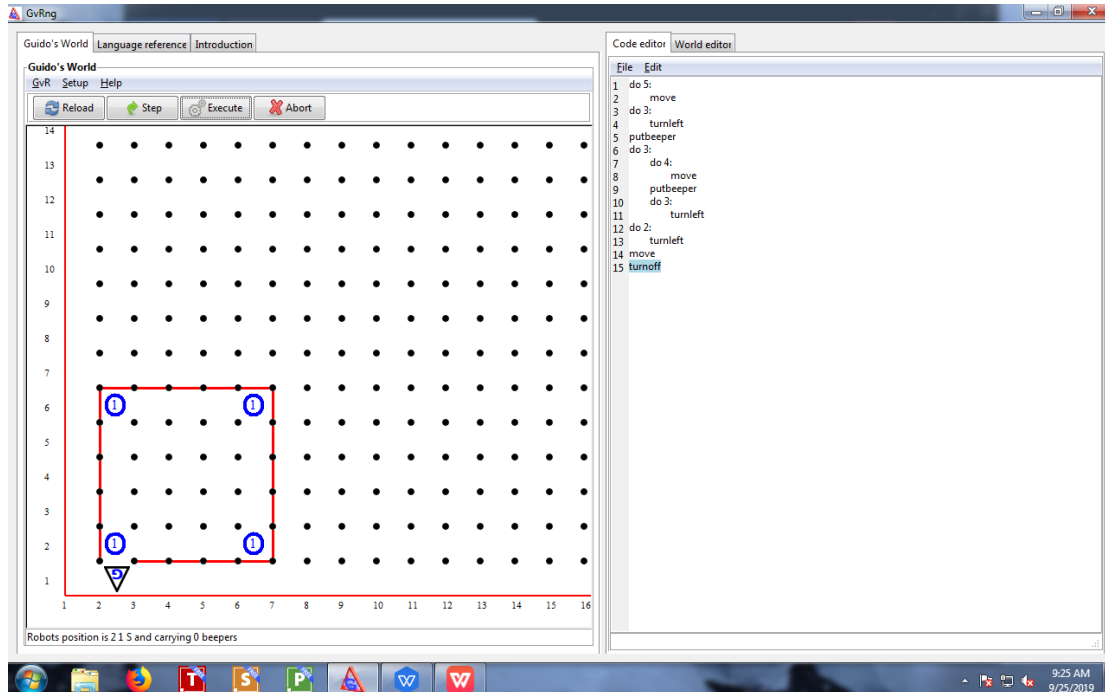 GvRng
Guido's World Language reference Introduction
Guido's World
GvR Setup Help
Reload Step Execute Abort
14
13
12
11
10
9
8
7
6
5
4
3
2
1
1 1
1 1
G
1 2 3 4 5 6 7 8 9 10 11 12 13 14 15 16
Robots position is 2 1 S and carrying 0 beepers
Code editor World editor
File Edit
1 do 5:
2 move
3 do 3:
4 turnleft
5 putbeeper
6 do 3:
7 do 4:
8 move
9 putbeeper
10 do 3:
11 turnleft
12 do 2:
13 turnleft
14 move
15 turnoff
T S P W W
9:25 AM
9/25/2019